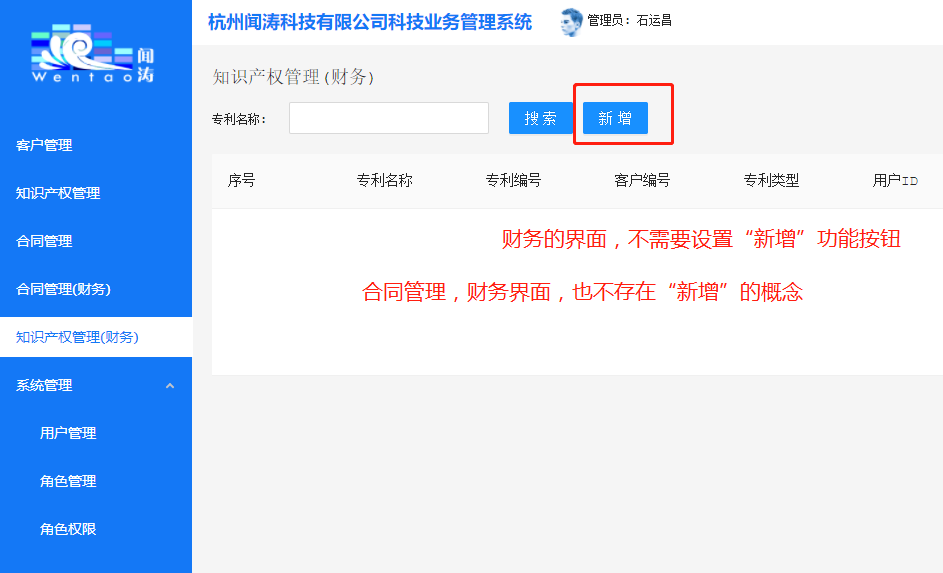 闻涛
Wentao
杭州闻涛科技有限公司科技业务管理系统
管理员：石运昌
客户管理
知识产权管理
合同管理
合同管理(财务)
知识产权管理(财务)
系统管理
用户管理
角色管理
角色权限
知识产权管理(财务)
专利名称：
搜 索
新 增
序号 专利名称 专利编号 客户编号 专利类型 用户ID
财务的界面，不需要设置“新增”功能按钮
合同管理，财务界面，也不存在“新增”的概念